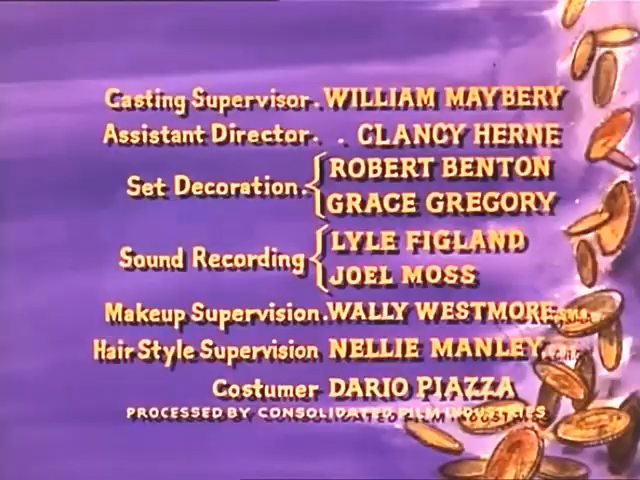 Casting Supervisor. WILLIAM MAYBERY
Assistant Director. . CLANCY HERNE
Set Decoration. ROBERT BENTON
GRACE GREGORY
Sound Recording LYLE FIGLAND
JOEL MOSS
Makeup Supervision. WALLY WESTMORE
Hair Style Supervision NELLIE MANLEY
Costumer DARIO PIAZZA
PROCESSED BY CONSOLIDATED FILM INDUSTRIES